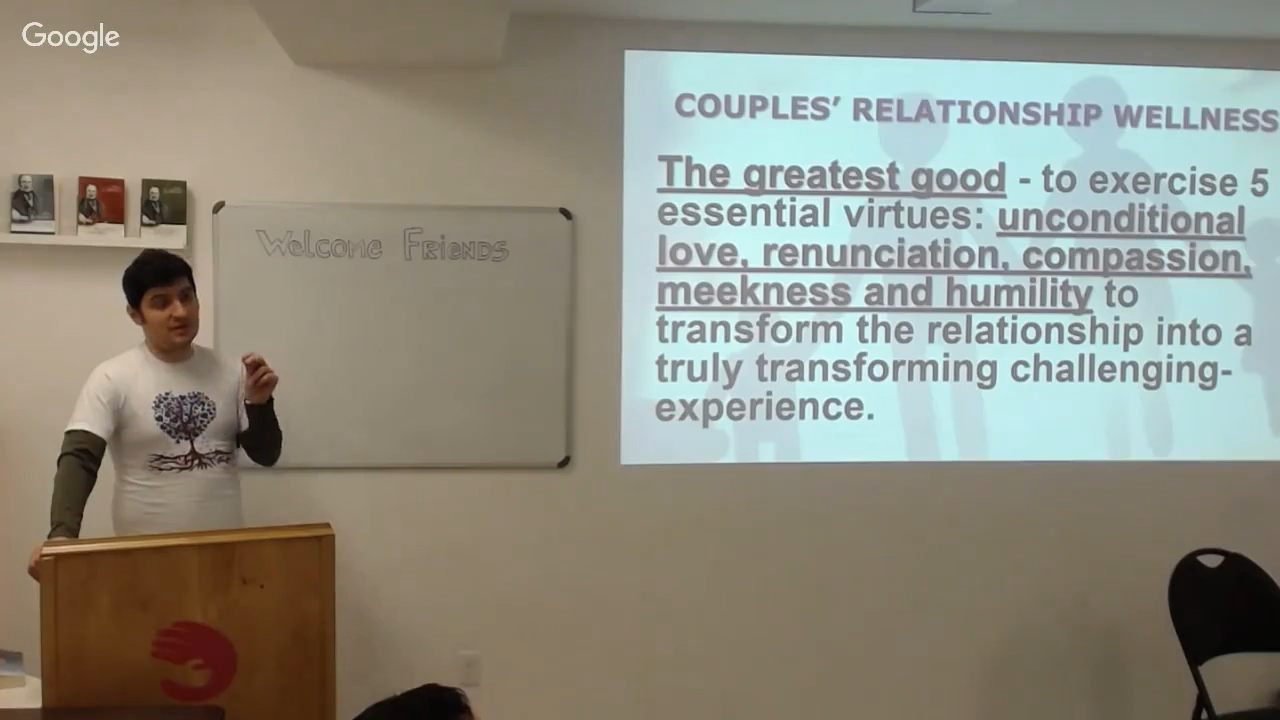 Google
Welcome Friends
COUPLES' RELATIONSHIP WELLNESS
The greatest good - to exercise 5
essential virtues: unconditional
love, renunciation, compassion,
meekness and humility to
transform the relationship into a
truly transforming challenging-
experience.